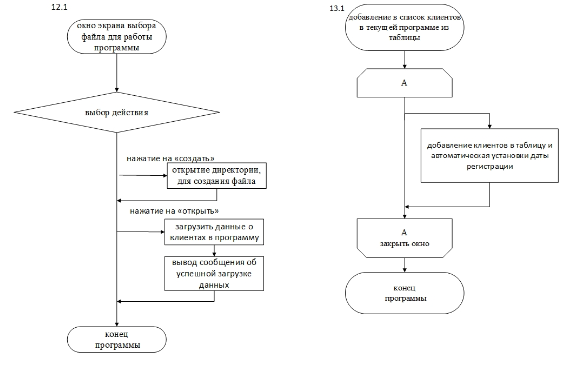 12.1
окно экрана выбора
файла для работы
программы
выбор действия
нажатие на «создать»
открытие директории,
для создания файла
нажатие на «открыть»
загрузить данные о
клиентах в программу
вывод сообщения об
успешной загрузке
данных
конец
программы
13.1
добавление в список клиентов
в текущей программе из
таблицы
А
добавление клиентов в таблицу и
автоматическая установки даты
регистрации
А
закрыть окно
конец
программы